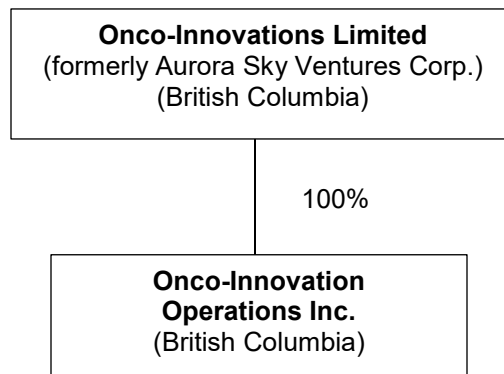 Onco-Innovations Limited
(formerly Aurora Sky Ventures Corp.)
(British Columbia)
100%
Onco-Innovation
Operations Inc.
(British Columbia)